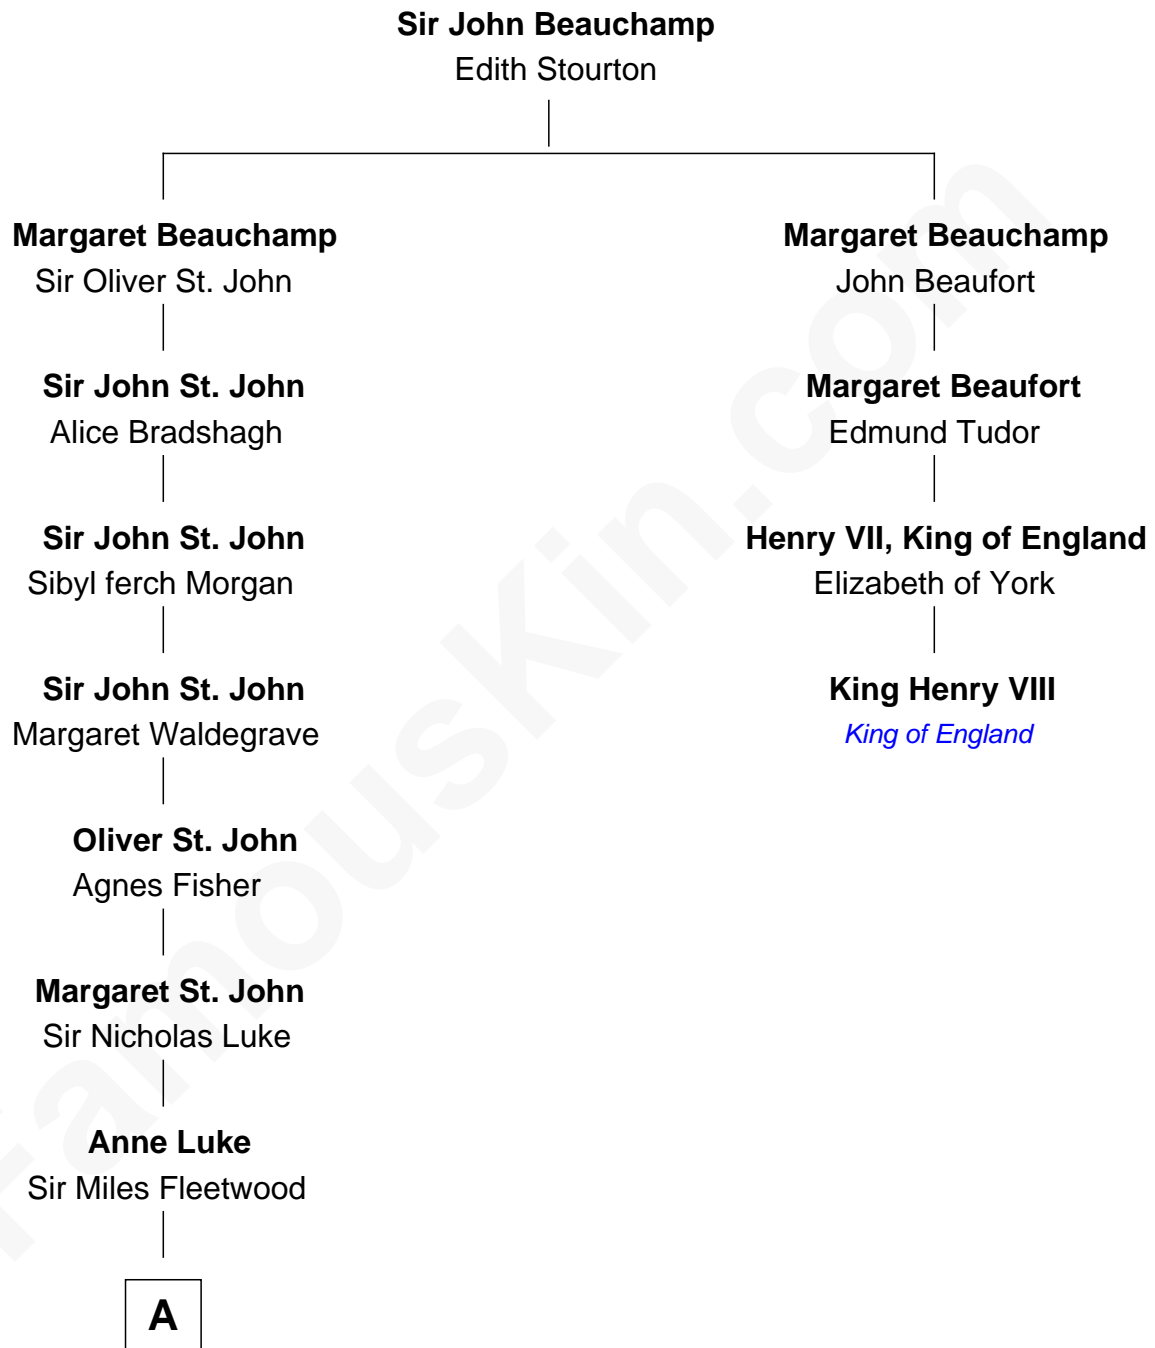 Sir John Beauchamp
Edith Stourton
Margaret Beauchamp
Sir Oliver St. John
Margaret Beauchamp
John Beaufort
Sir John St. John
Alice Bradshagh
Margaret Beaufort
Edmund Tudor
Sir John St. John
Sibyl ferch Morgan
Henry VII, King of England
Elizabeth of York
Sir John St. John
Margaret Waldegrave
King Henry VIII
King of England
Oliver St. John
Agnes Fisher
Margaret St. John
Sir Nicholas Luke
Anne Luke
Sir Miles Fleetwood
A
FamousKin.com